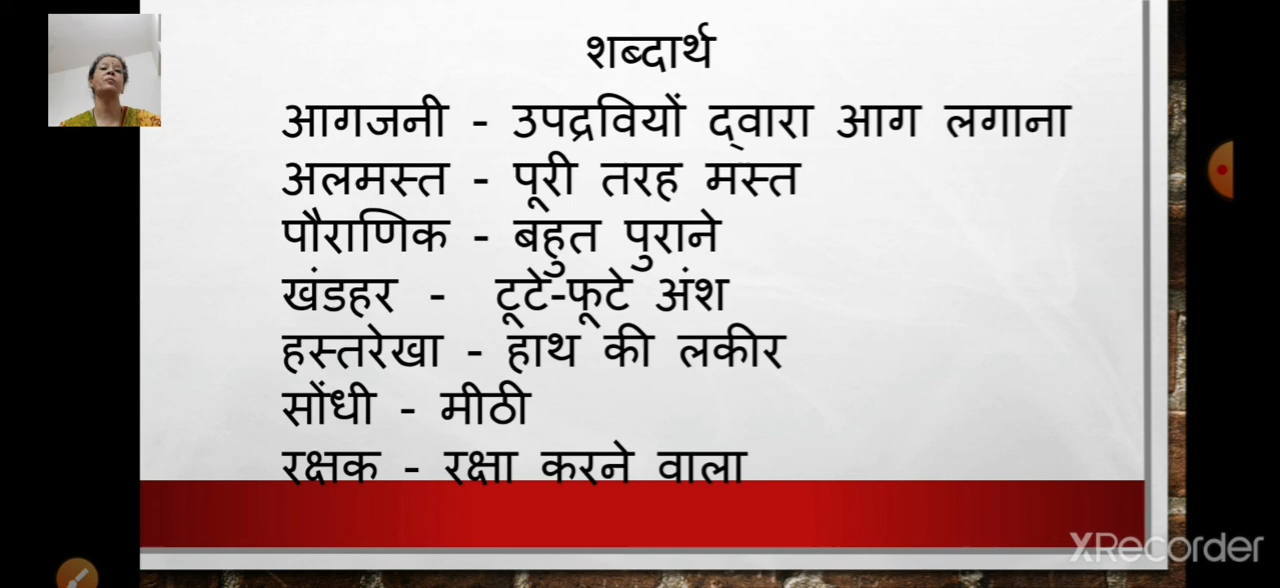 शब्दार्थ
आगजनी - उपद्रवियों द्वारा आग लगाना
अलमस्त - पूरी तरह मस्त
पौराणिक - बहुत पुराने
खंडहर - टूटे-फूटे अंश
हस्तरेखा - हाथ की लकीर
सोंधी - मीठी
रक्षक - रक्षा करने वाला
XRecorder